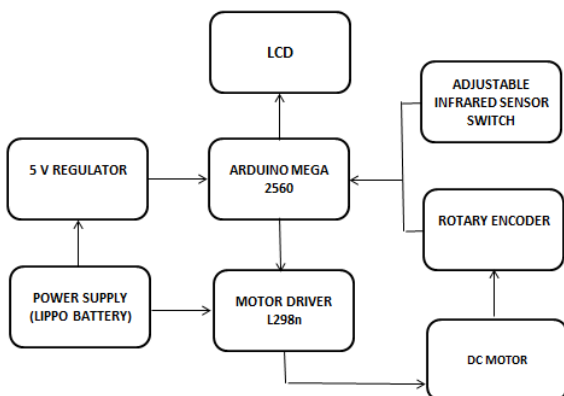 LCD
ADJUSTABLE
INFRARED SENSOR
SWITCH
5 V REGULATOR
ARDUINO MEGA
2560
ROTARY ENCODER
POWER SUPPLY
(LIPPO BATTERY)
MOTOR DRIVER
L298n
DC MOTOR